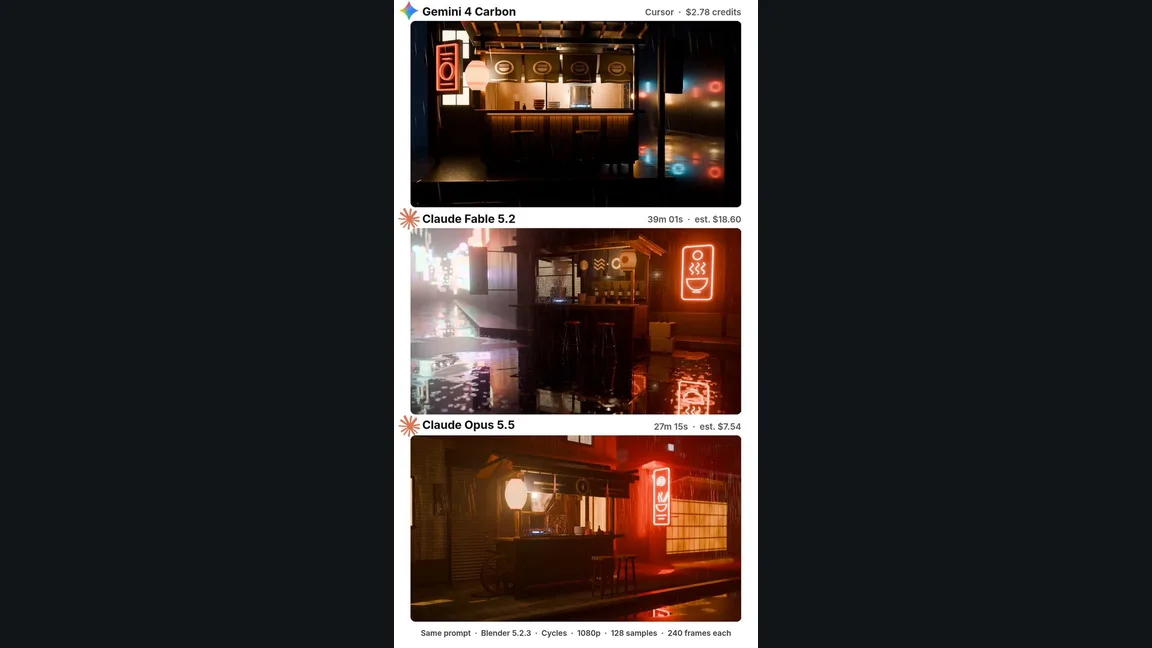 Gemini 4 Carbon
Cursor · $2.78 credits
Claude Fable 5.2
39m 01s · est. $18.60
Claude Opus 5.5
27m 15s · est. $7.54
Same prompt · Blender 5.2.3 · Cycles · 1080p · 128 samples · 240 frames each